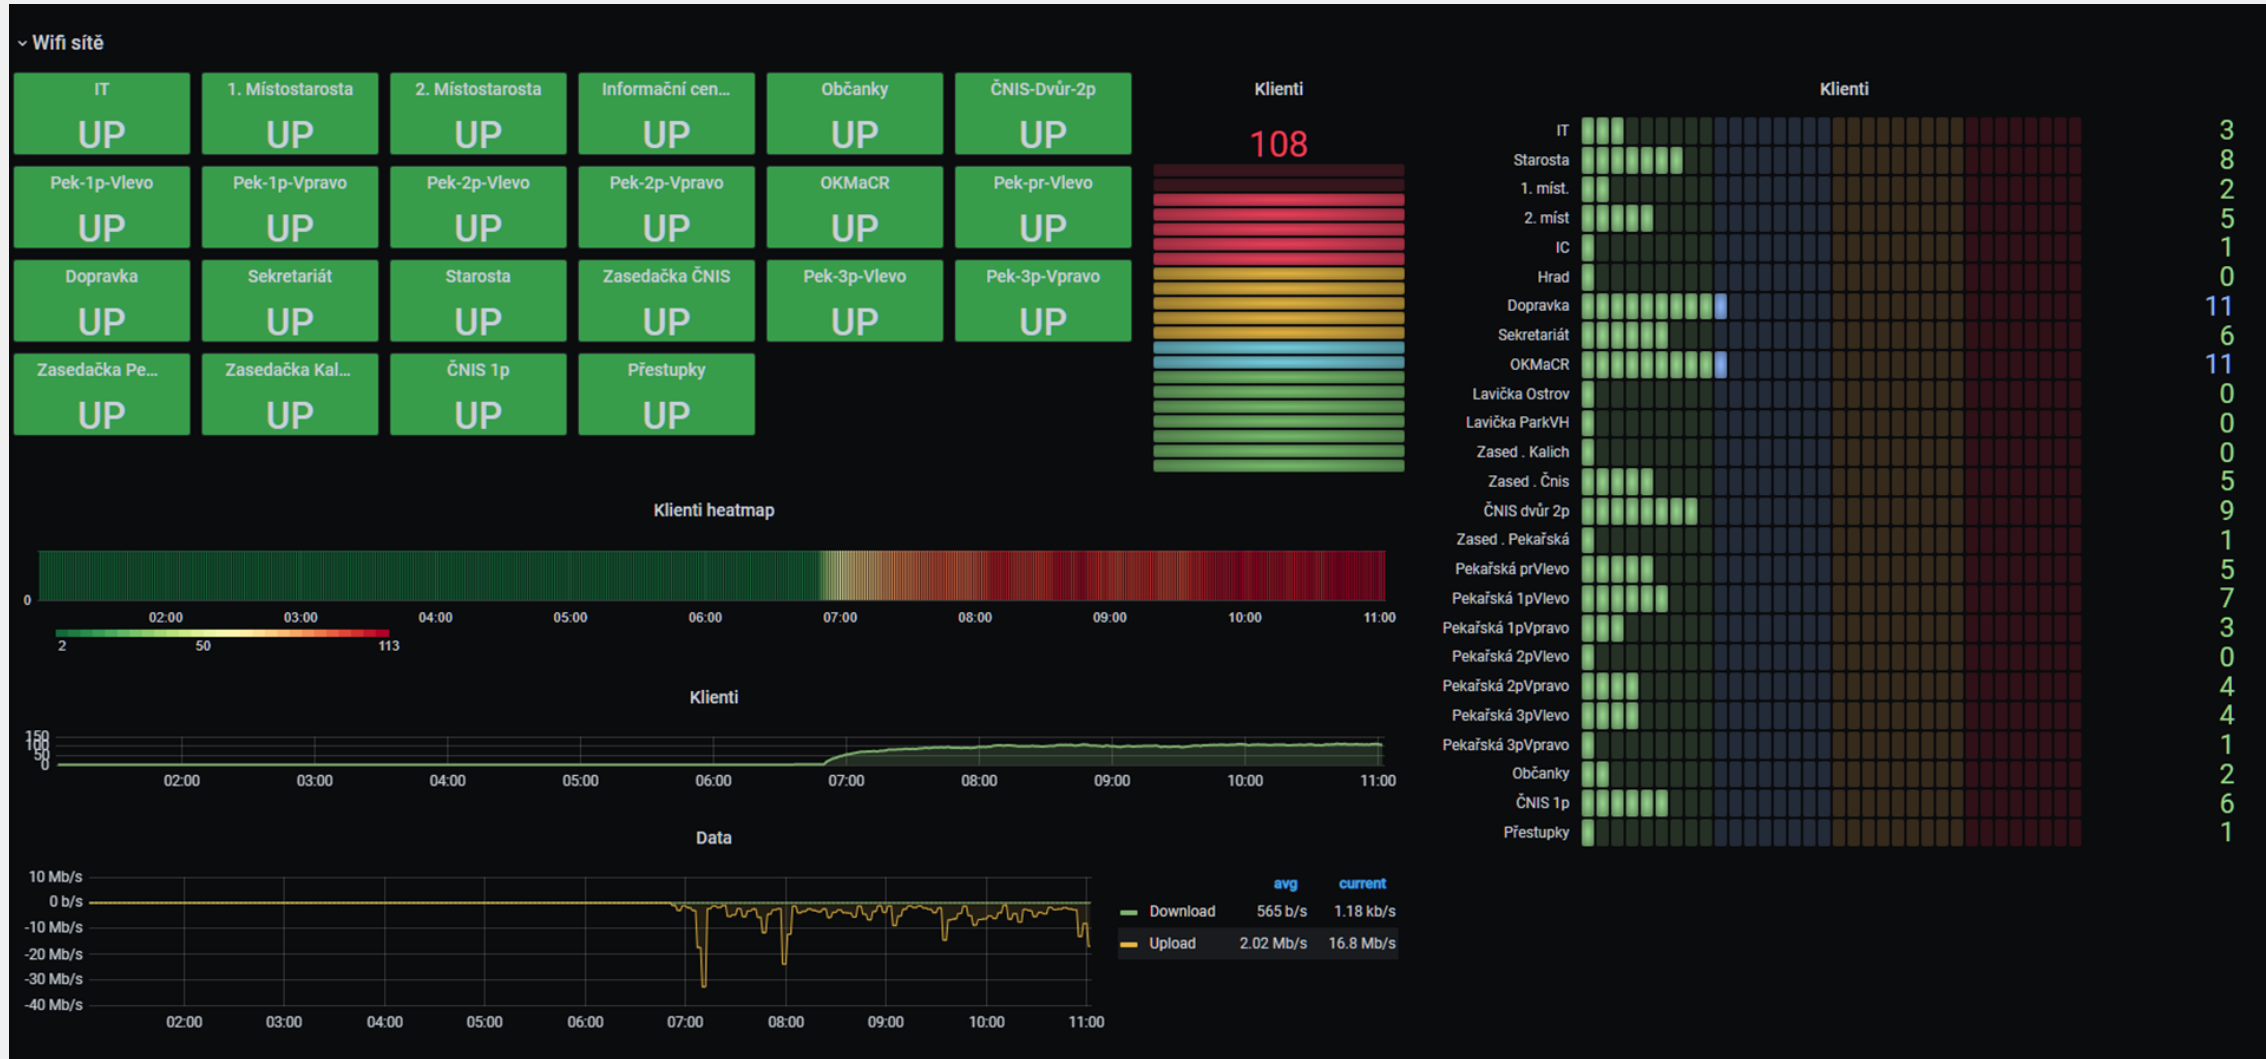 Wifi sítě
IT
UP
1. Místostarosta
UP
2. Místostarosta
UP
Informační cen...
UP
Občanky
UP
ČNIS-Dvůr-2p
UP
Pek-1p-Vlevo
UP
Pek-1p-Vpravo
UP
Pek-2p-Vlevo
UP
Pek-2p-Vpravo
UP
OKMaCR
UP
Pek-pr-Vlevo
UP
Dopravka
UP
Sekretariát
UP
Starosta
UP
Zasedačka ČNIS
UP
Pek-3p-Vlevo
UP
Pek-3p-Vpravo
UP
Zasedačka Pe...
UP
Zasedačka Kal...
UP
ČNIS 1p
UP
Přestupky
UP
Klienti
108
Klienti heatmap
0
02:00 03:00 04:00 05:00 06:00 07:00 08:00 09:00 10:00 11:00
2 50 113
Klienti
150
100
50
0
02:00 03:00 04:00 05:00 06:00 07:00 08:00 09:00 10:00 11:00
Data
10 Mb/s
0 b/s
-10 Mb/s
-20 Mb/s
-30 Mb/s
-40 Mb/s
02:00 03:00 04:00 05:00 06:00 07:00 08:00 09:00 10:00 11:00
avg current
Download 565 b/s 1.18 kb/s
Upload 2.02 Mb/s 16.8 Mb/s
Klienti
IT 3
Starosta 8
1. míst. 2
2. míst 5
IC 1
Hrad 0
Dopravka 11
Sekretariát 6
OKMaCR 11
Lavička Ostrov 0
Lavička ParkVH 0
Zased . Kalich 0
Zased . Čnis 5
ČNIS dvůr 2p 9
Zased . Pekařská 1
Pekařská prVlevo 5
Pekařská 1pVlevo 7
Pekařská 1pVpravo 3
Pekařská 2pVlevo 0
Pekařská 2pVpravo 4
Pekařská 3pVlevo 4
Pekařská 3pVpravo 1
Občanky 2
ČNIS 1p 6
Přestupky 1